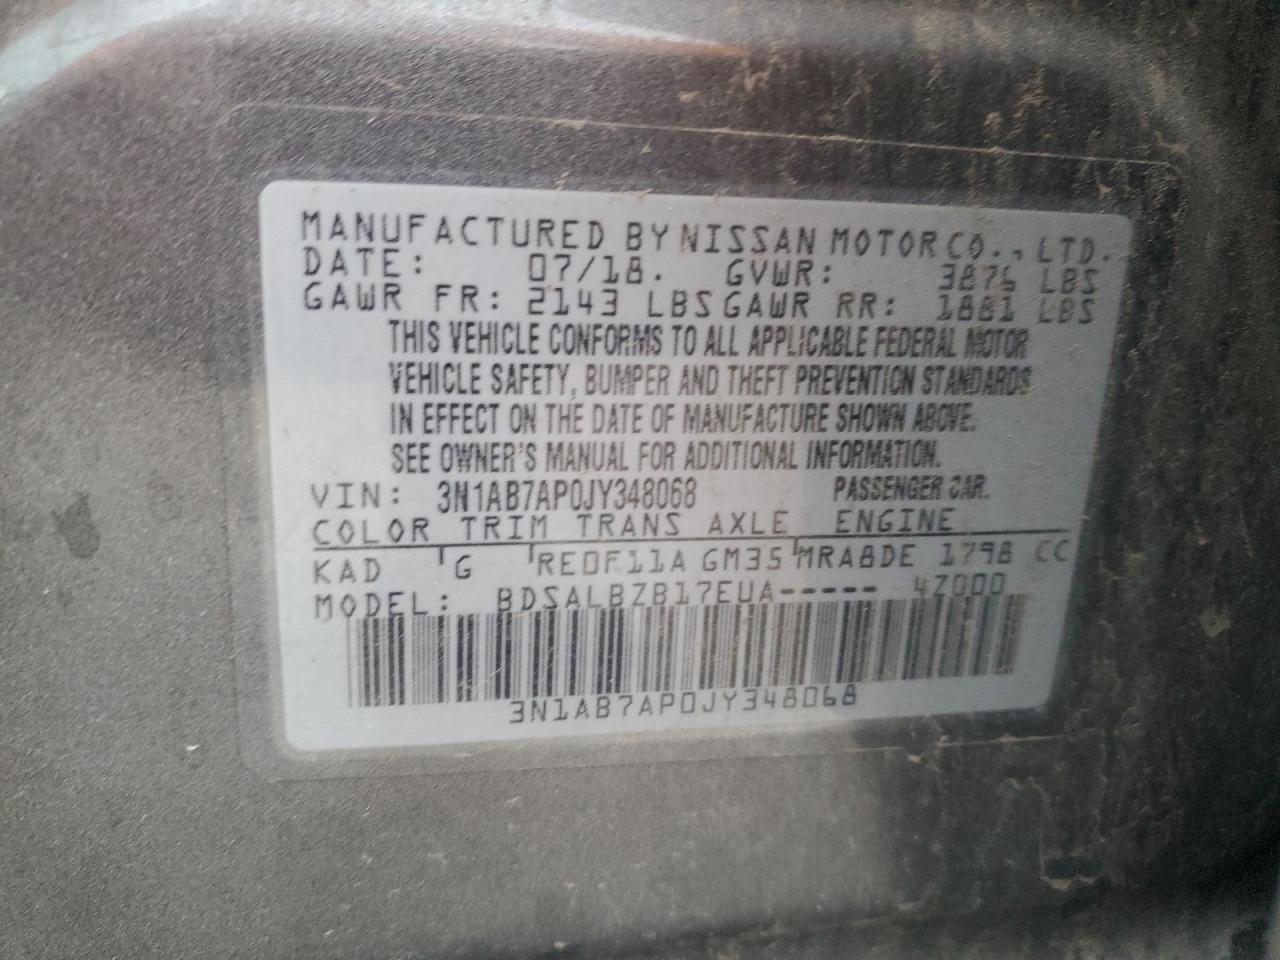 MANUFACTURED BY NISSAN MOTOR CO., LTD.
DATE: 07/18. GVWR: 3876 LBS
GAWR FR: 2143 LBS GAWR RR: 1881 LBS
THIS VEHICLE CONFORMS TO ALL APPLICABLE FEDERAL MOTOR
VEHICLE SAFETY, BUMPER AND THEFT PREVENTION STANDARDS
IN EFFECT ON THE DATE OF MANUFACTURE SHOWN ABOVE.
SEE OWNER'S MANUAL FOR ADDITIONAL INFORMATION.
VIN: 3N1AB7AP0JY348068 PASSENGER CAR.
COLOR TRIM TRANS AXLE ENGINE
KAD G RE0F11A GM35 MRA8DE 1798 CC
MODEL: BDSALBZB17EUA----- 4Z000
3N1AB7AP0JY348068